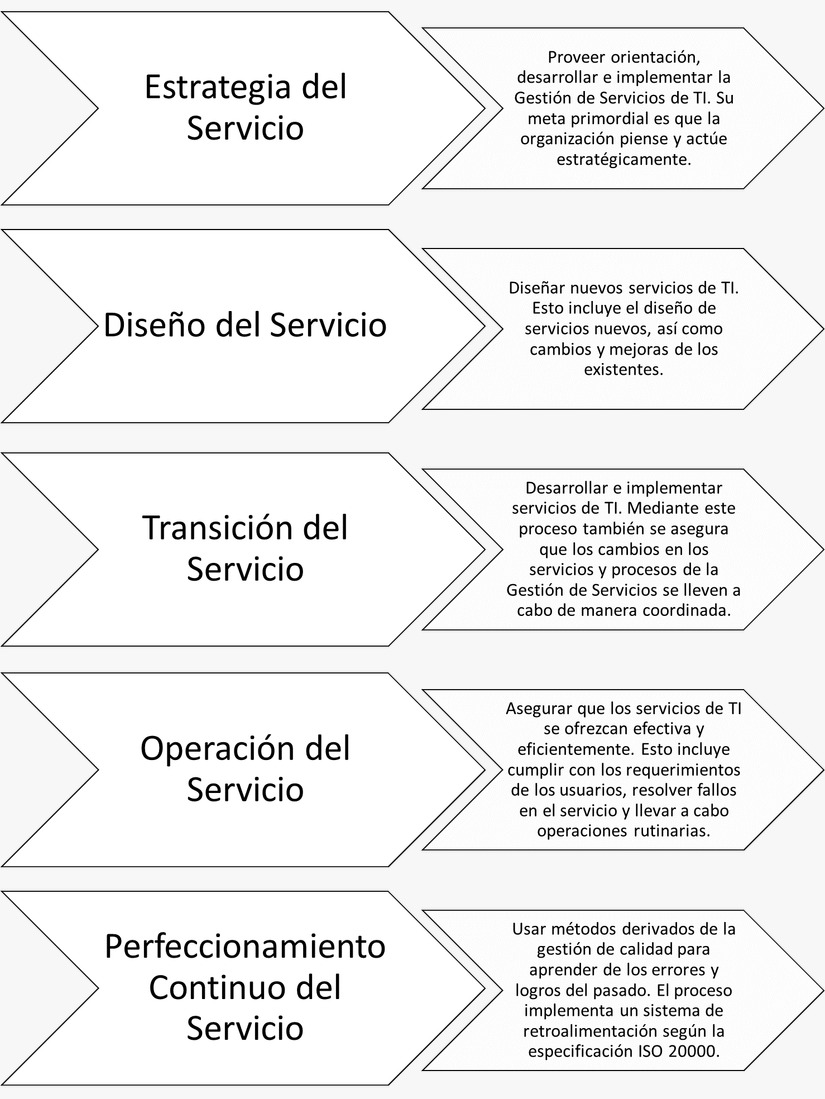 Estrategia del
Servicio
Proveer orientación,
desarrollar e implementar la
Gestión de Servicios de TI. Su
meta primordial es que la
organización piense y actúe
estratégicamente.
Diseño del Servicio
Diseñar nuevos servicios de TI.
Esto incluye el diseño de
servicios nuevos, así como
cambios y mejoras de los
existentes.
Transición del
Servicio
Desarrollar e implementar
servicios de TI. Mediante este
proceso también se asegura
que los cambios en los
servicios y procesos de la
Gestión de Servicios se lleven a
cabo de manera coordinada.
Operación del
Servicio
Asegurar que los servicios de TI
se ofrezcan efectiva y
eficientemente. Esto incluye
cumplir con los requerimientos
de los usuarios, resolver fallos
en el servicio y llevar a cabo
operaciones rutinarias.
Perfeccionamiento
Continuo del
Servicio
Usar métodos derivados de la
gestión de calidad para
aprender de los errores y
logros del pasado. El proceso
implementa un sistema de
retroalimentación según la
especificación ISO 20000.